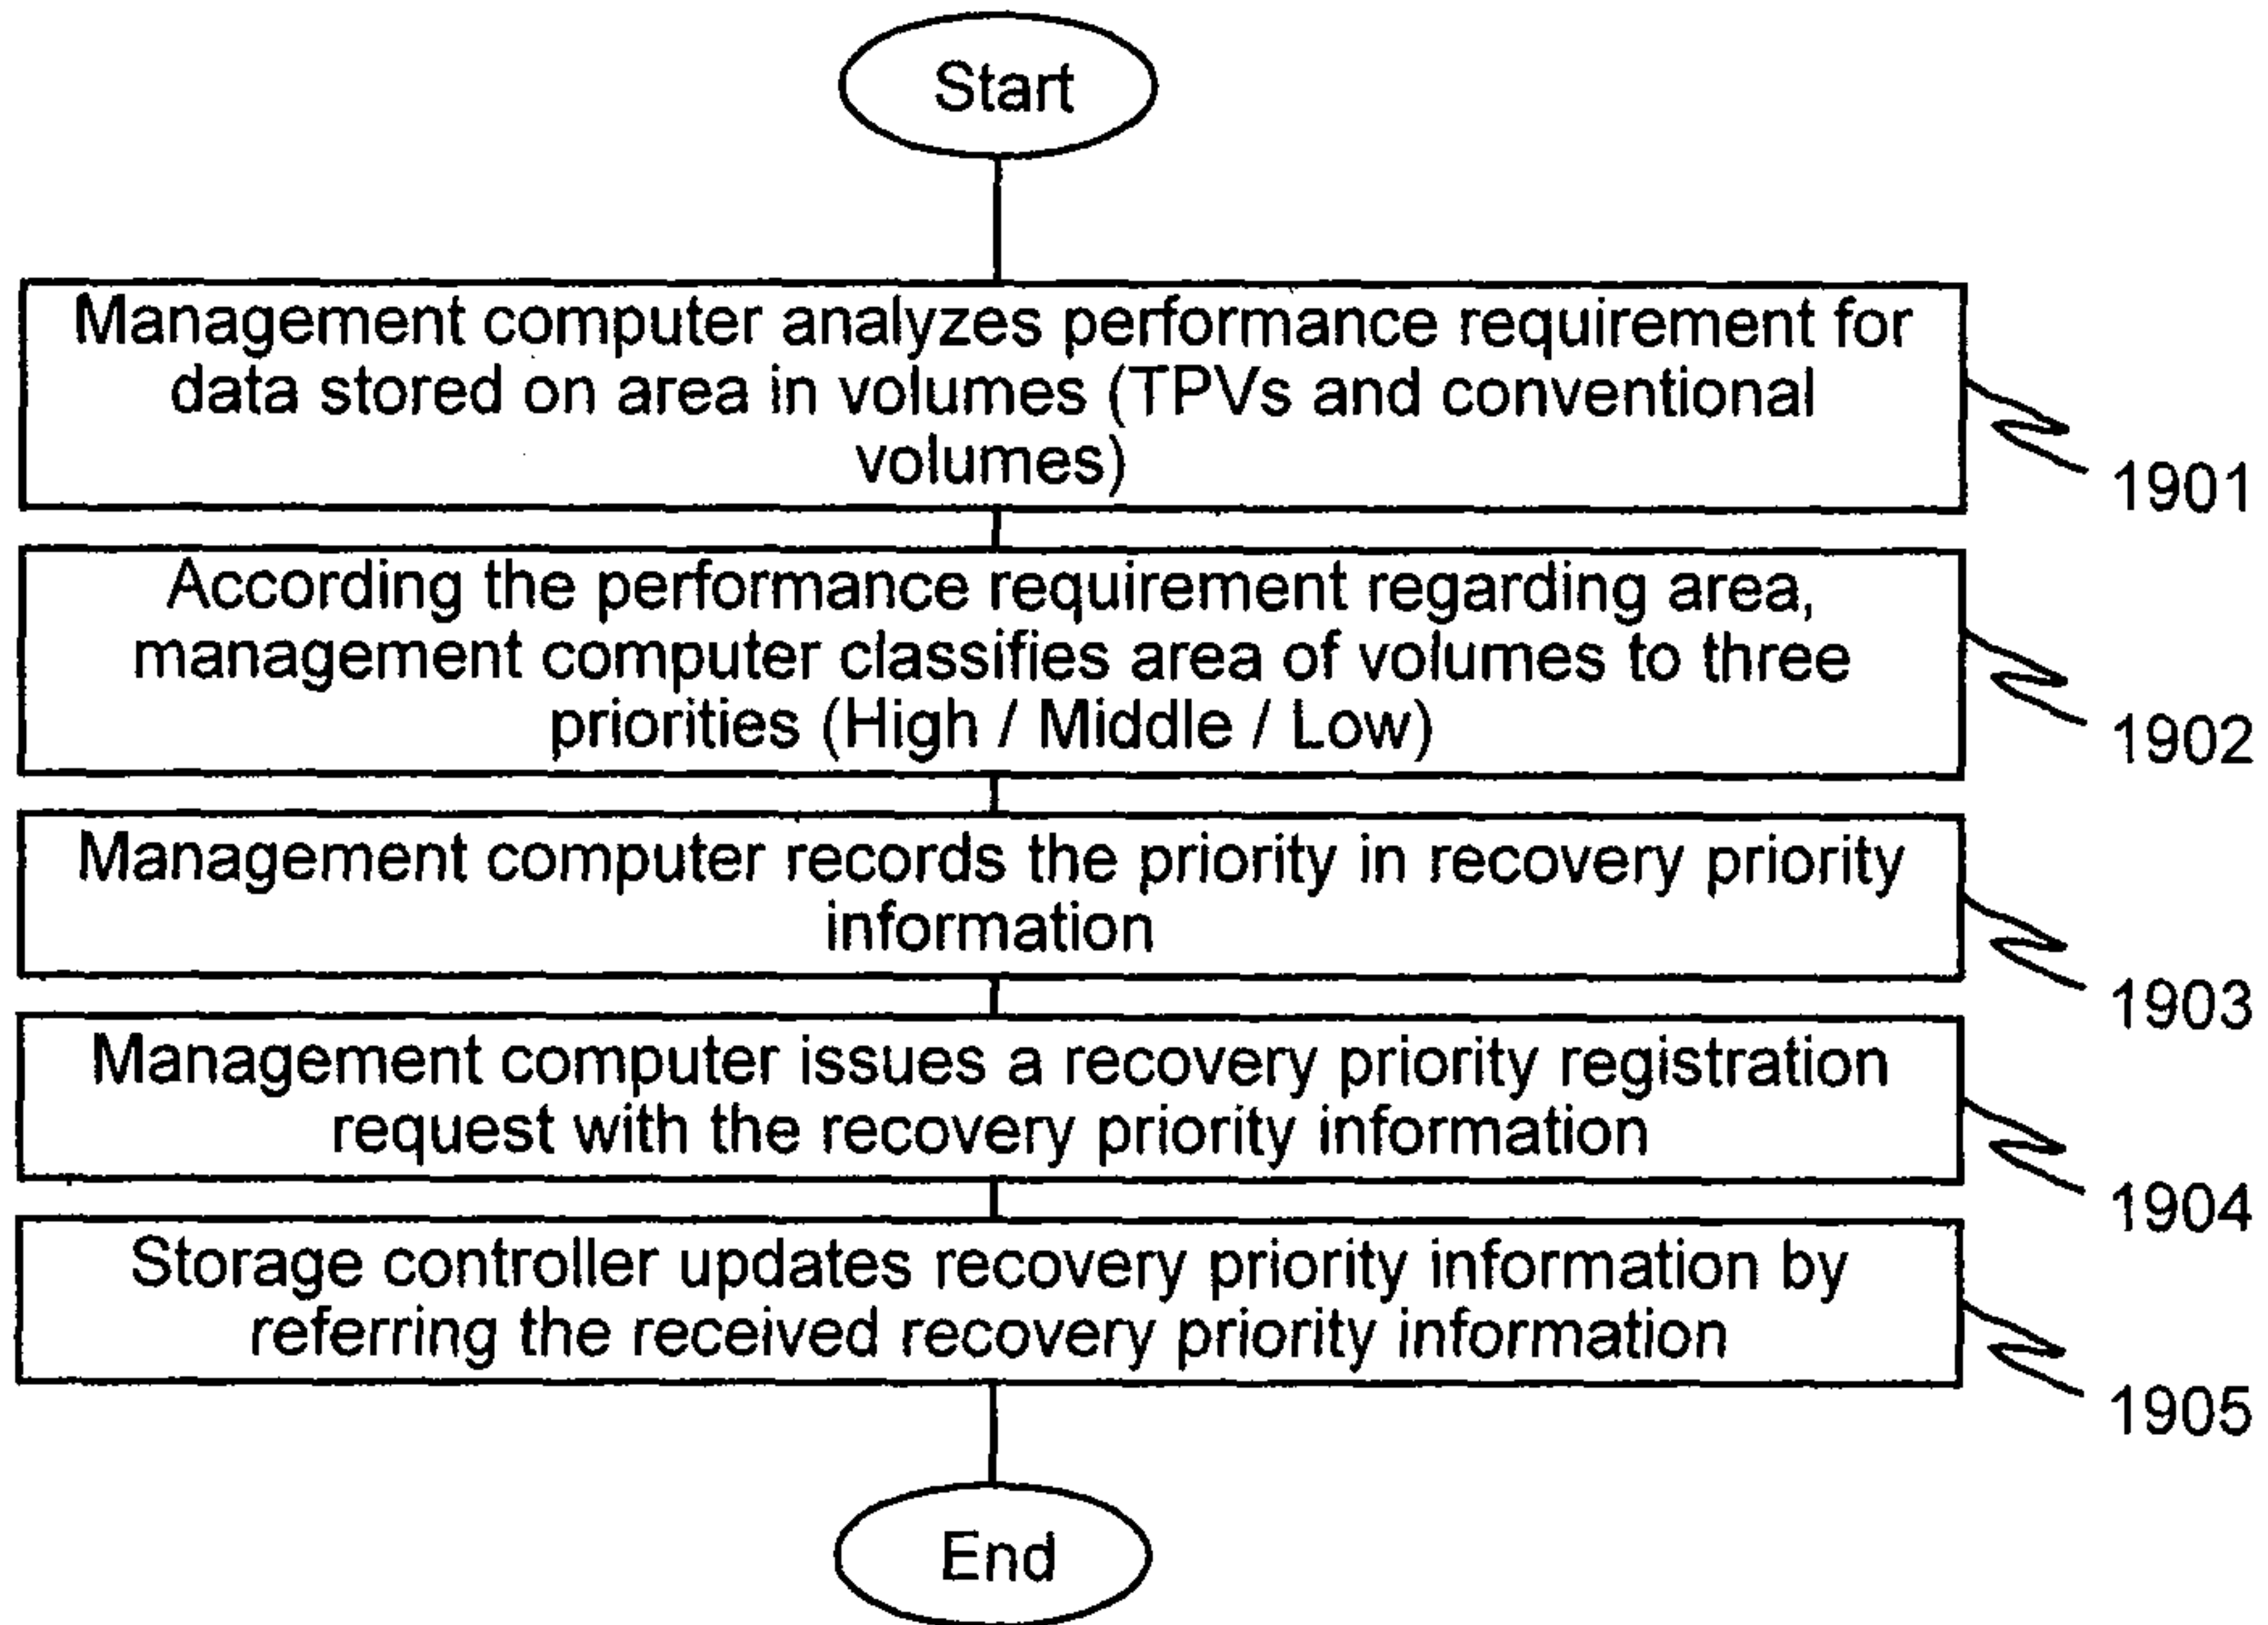 Start
Management computer analyzes performance requirement for
data stored on area in volumes (TPVs and conventional
volumes)
1901
According the performance requirement regarding area,
management computer classifies area of volumes to three
priorities (High / Middle / Low)
1902
Management computer records the priority in recovery priority
information
1903
Management computer issues a recovery priority registration
request with the recovery priority information
1904
Storage controller updates recovery priority information by
referring the received recovery priority information
1905
End